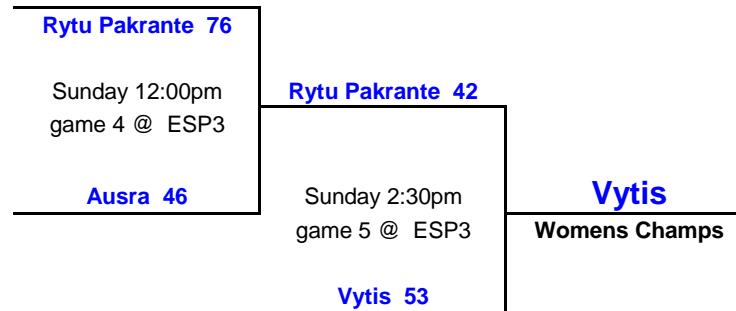 Rytu Pakrante 76
Sunday 12:00pm
game 4 @ ESP3
Ausra 46
Rytu Pakrante 42
Sunday 2:30pm
game 5 @ ESP3
Vytis 53
Vytis
Womens Champs